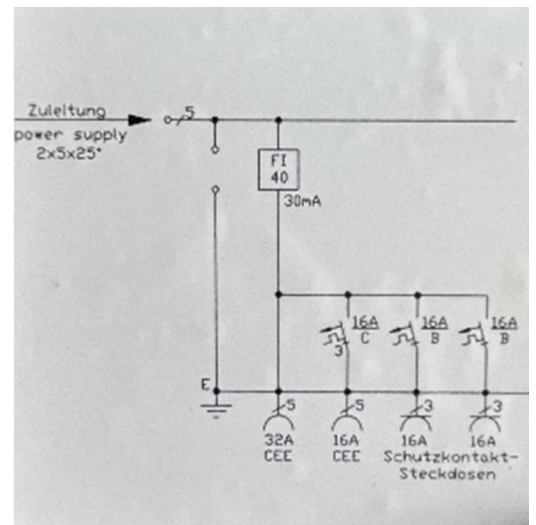 Zuleitung
power supply
2x5x25°
5
FI
40
30mA
16A
C
3
16A
B
16A
B
E
5
5
3
3
32A
CEE
16A
CEE
16A
16A
Schutzkontakt-
Steckdosen